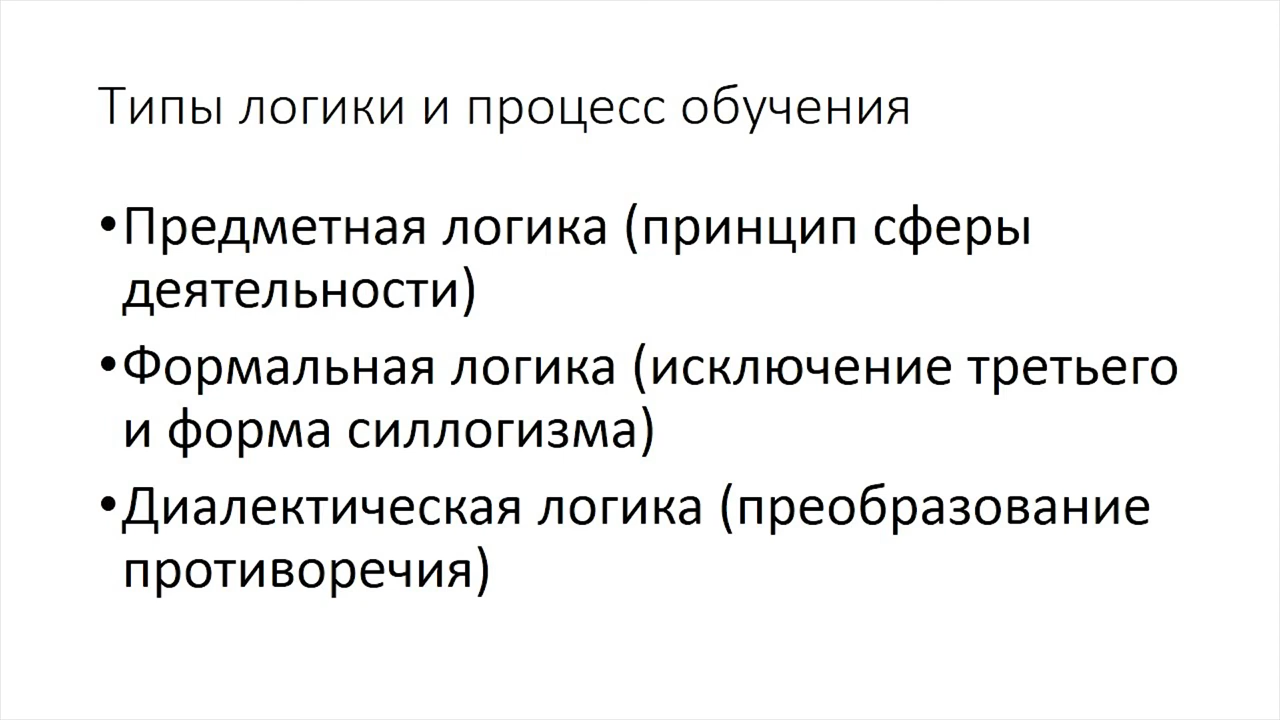 Типы логики и процесс обучения
•Предметная логика (принцип сферы
деятельности)
•Формальная логика (исключение третьего
и форма силлогизма)
•Диалектическая логика (преобразование
противоречия)